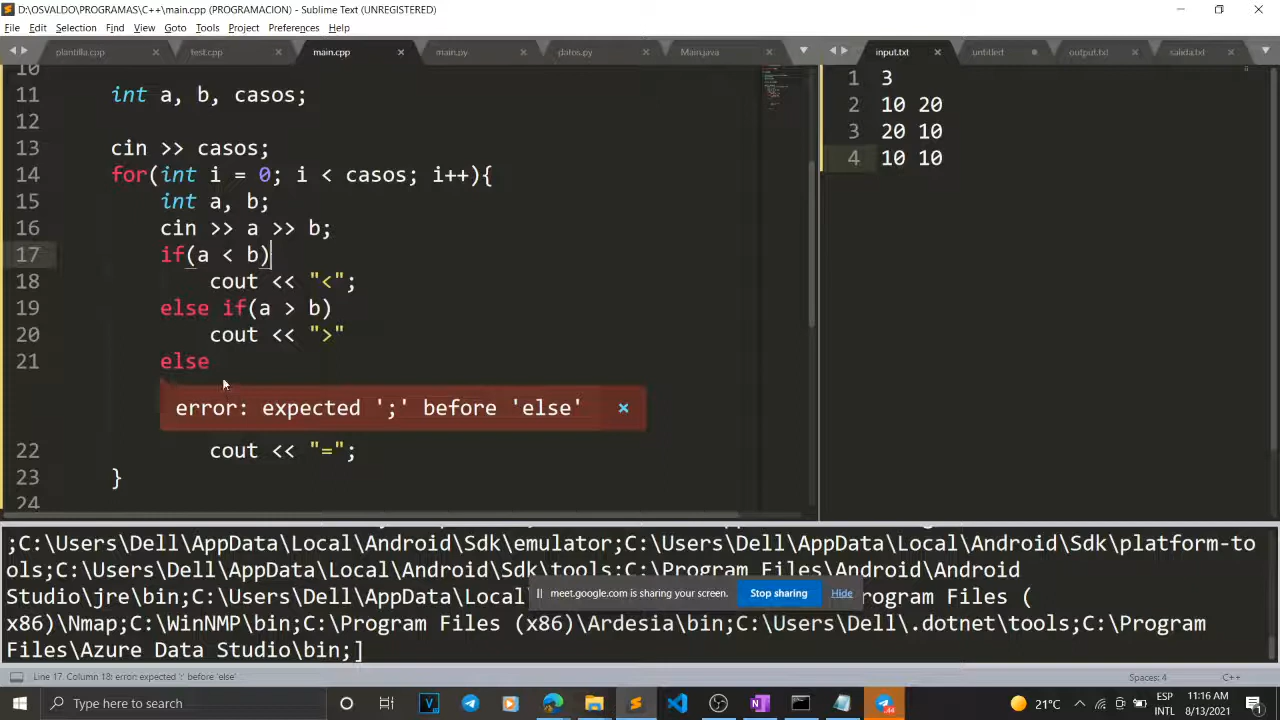 D:\OSVALDO\PROGRAMAS\C++\main.cpp (PROGRAMACION) - Sublime Text (UNREGISTERED)
File Edit Selection Find View Goto Tools Project Preferences Help
plantilla.cpp test.cpp main.cpp main.py datos.py Main.java input.txt untitled output.txt salida.txt
10
11 int a, b, casos;
12
13 cin >> casos;
14 for(int i = 0; i < casos; i++){
15 int a, b;
16 cin >> a >> b;
17 if(a < b)
18 cout << "<";
19 else if(a > b)
20 cout << ">"
21 else
error: expected ';' before 'else' ×
22 cout << "=";
23 }
24
1 3
2 10 20
3 20 10
4 10 10
;C:\Users\Dell\AppData\Local\Android\Sdk\emulator;C:\Users\Dell\AppData\Local\Android\Sdk\platform-to
ols;C:\Users\Dell\AppData\Local\Android\Sdk\tools;C:\Program Files\Android\Android
Studio\jre\bin;C:\Users\Dell\AppData\Loca rogram Files (
x86)\Nmap;C:\WinNMP\bin;C:\Program Files (x86)\Ardesia\bin;C:\Users\Dell\.dotnet\tools;C:\Program
Files\Azure Data Studio\bin;]
meet.google.com is sharing your screen. Stop sharing Hide
Line 17, Column 18; error: expected ';' before 'else' Spaces: 4 C++
Type here to search 44 21°C ESP INTL 11:16 AM 8/13/2021